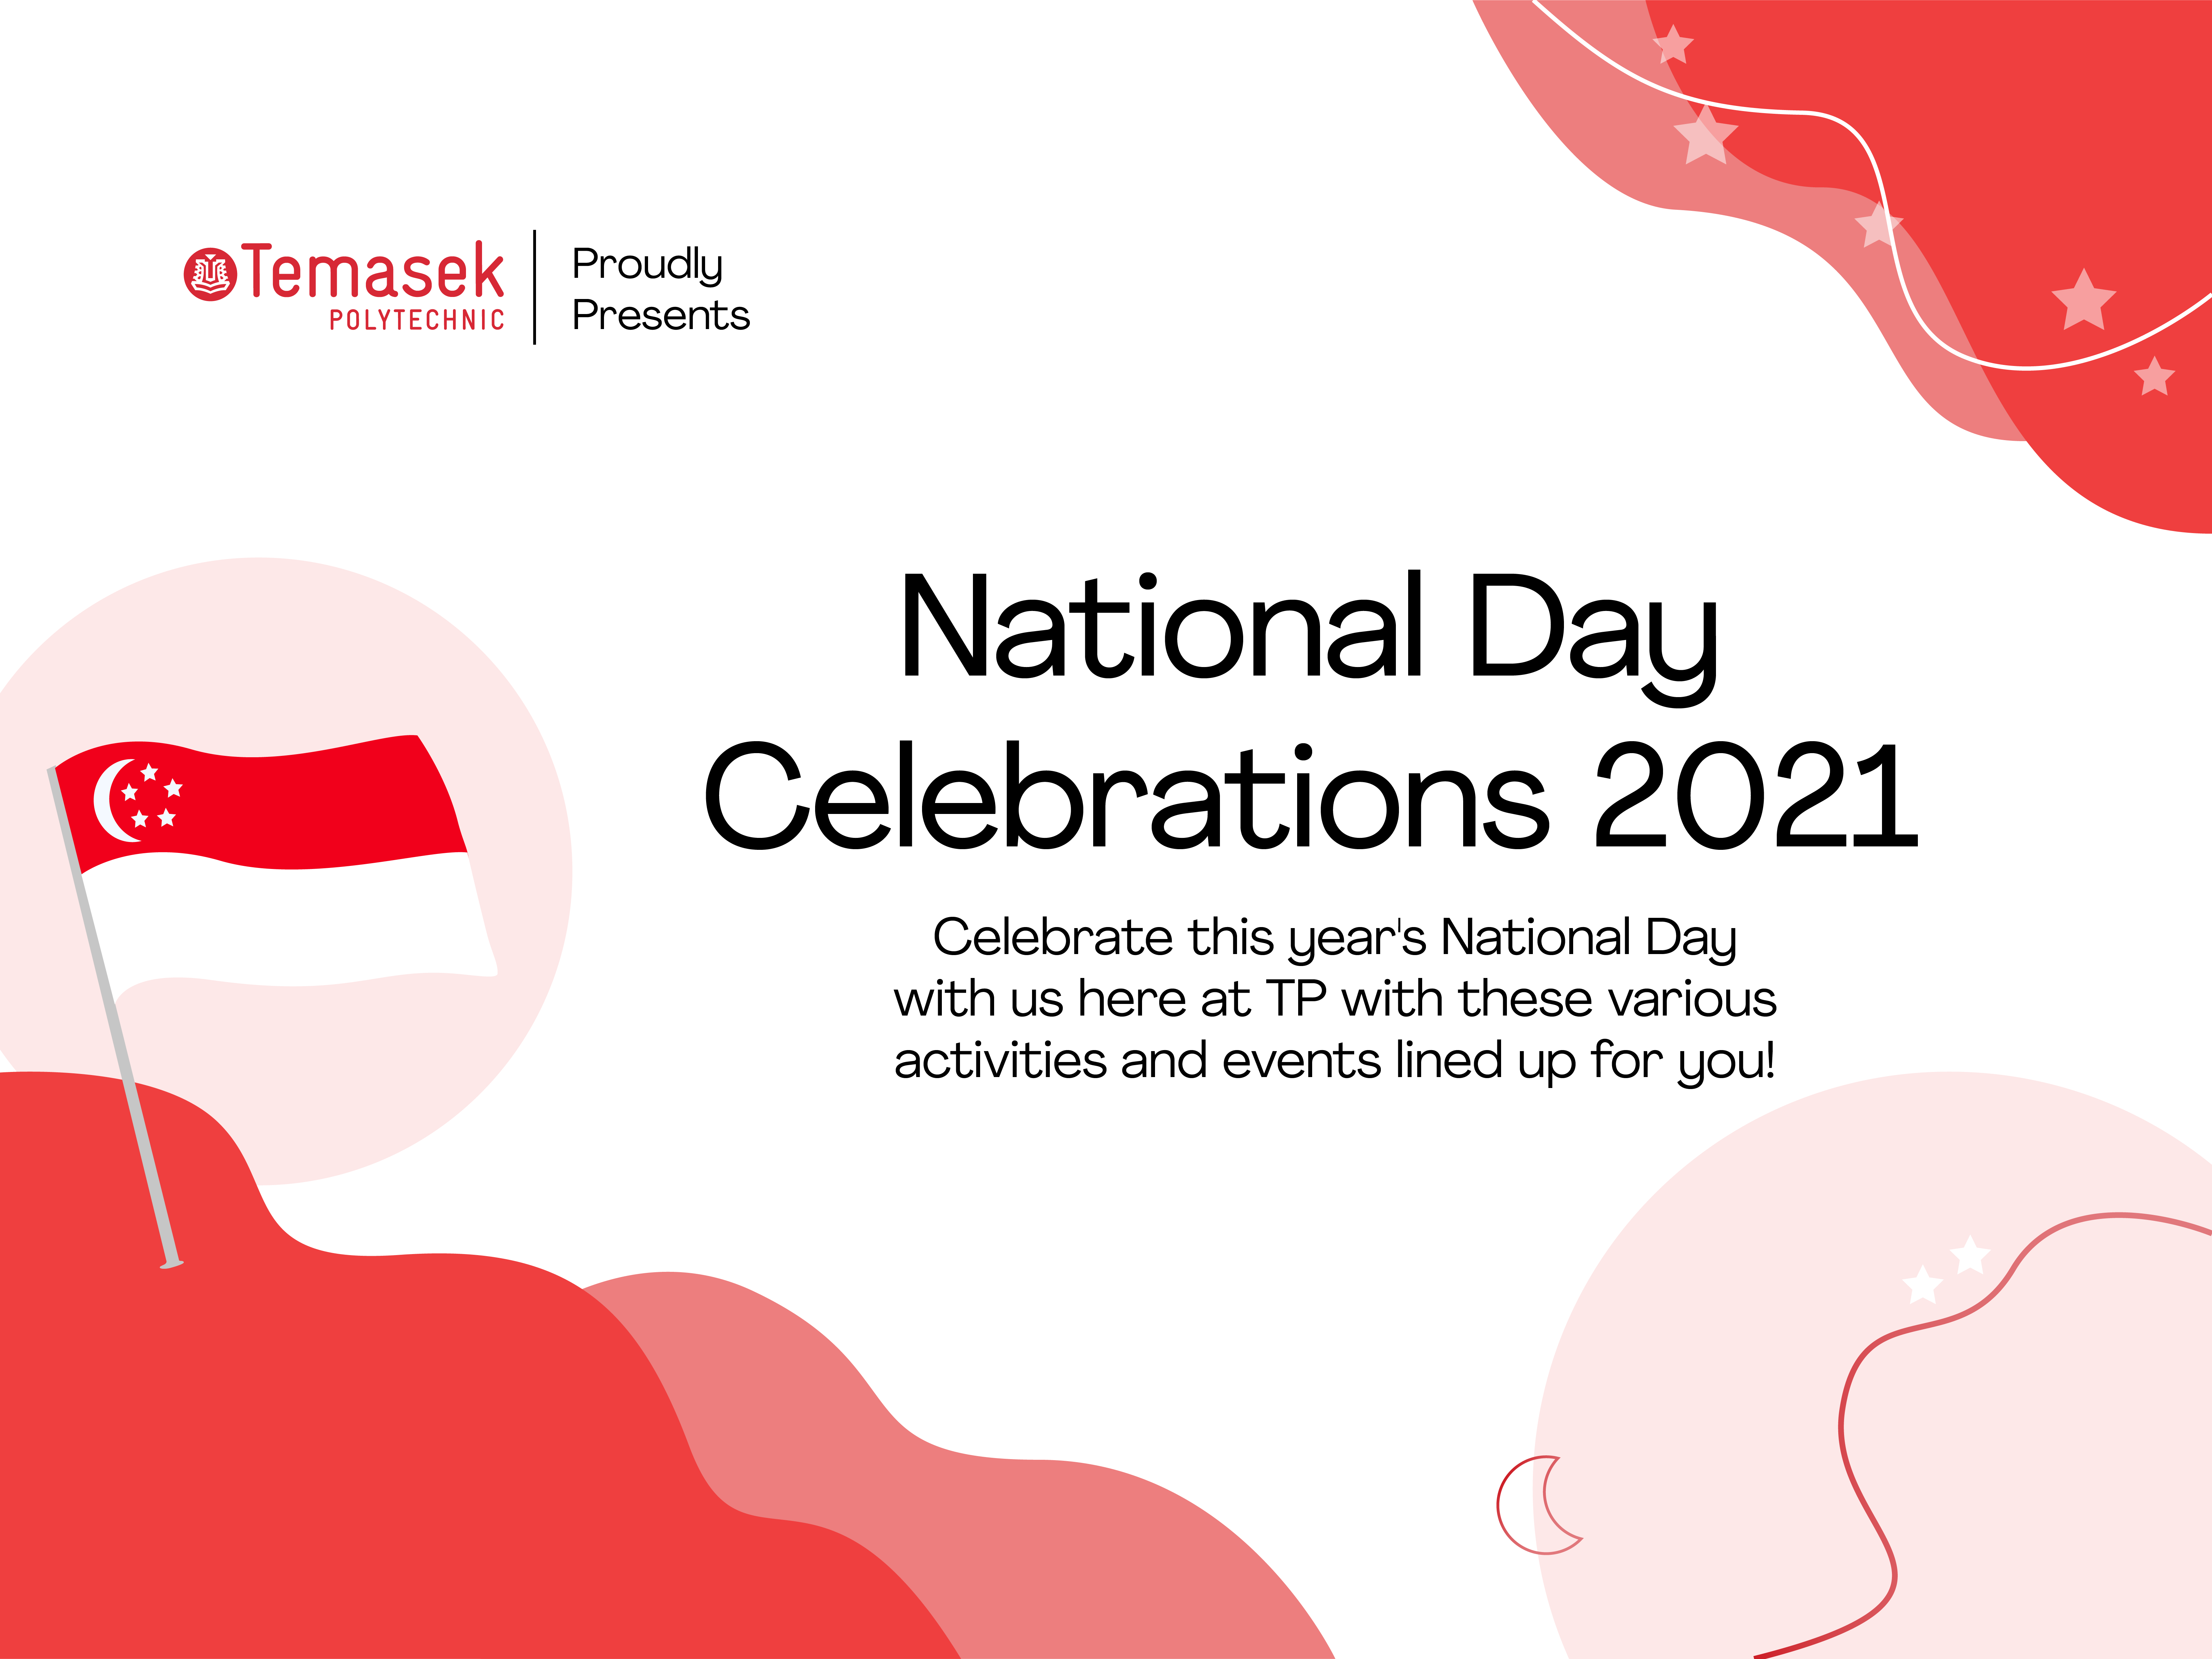 Temasek
POLYTECHNIC
Proudly
Presents
National Day
Celebrations 2021
Celebrate this year's National Day
with us here at TP with these various
activities and events lined up for you!